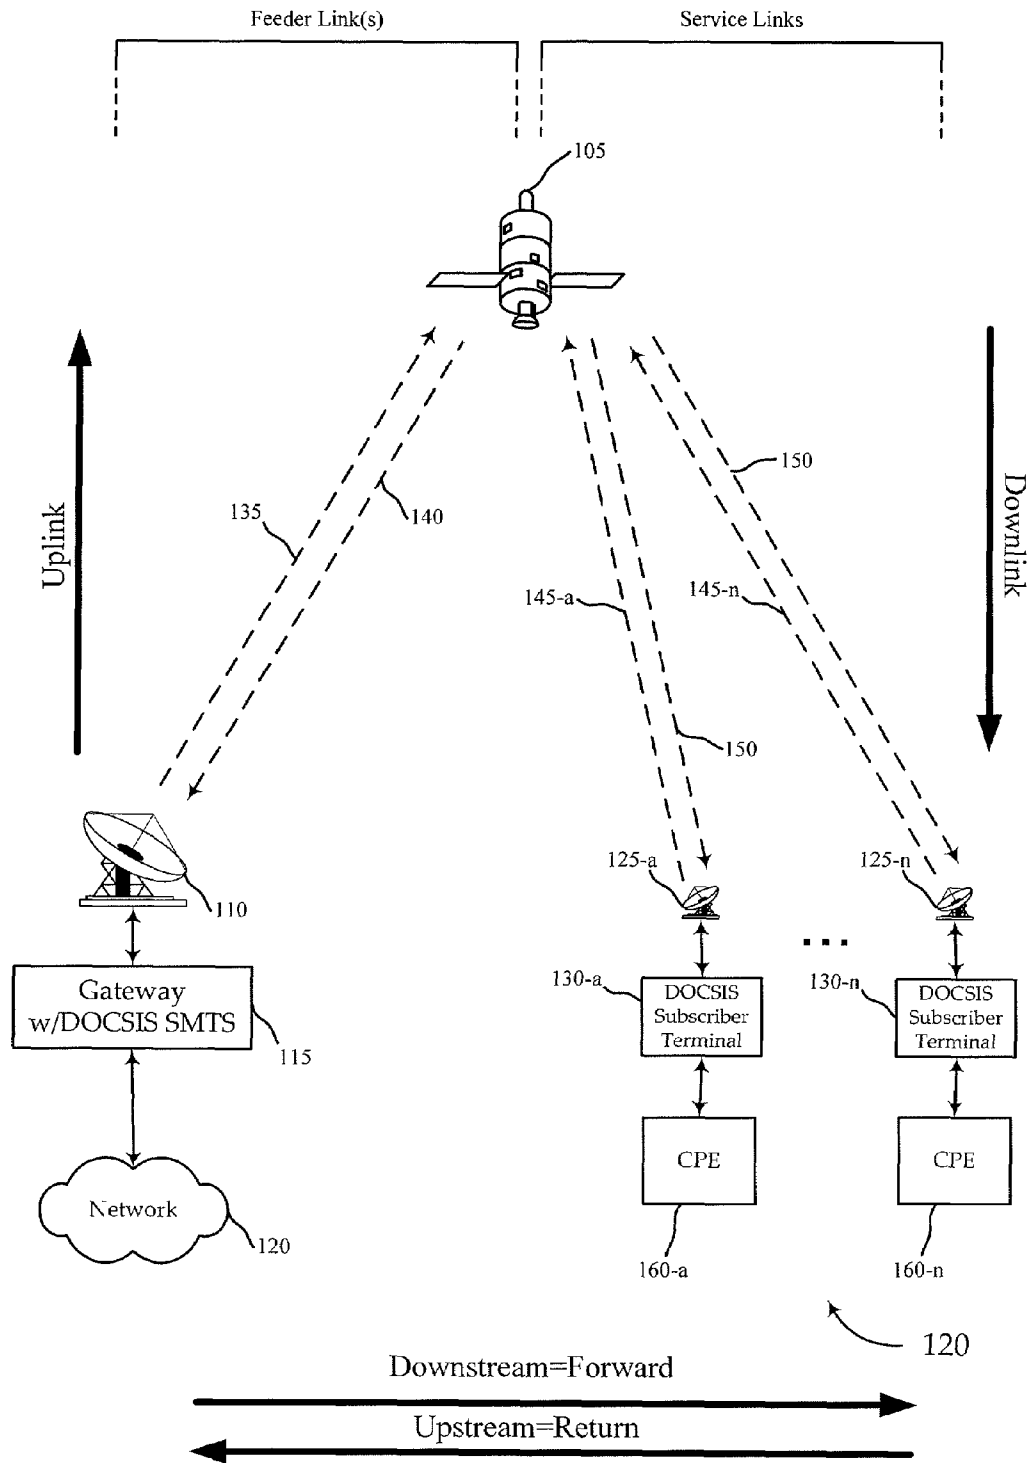 Feeder Link(s)
Service Links
105
Uplink
Downlink
150
135
140
145-a
145-n
150
125-a
125-n
110
Gateway
w/DOCSIS SMTS
115
130-a
DOCSIS
Subscriber
Terminal
130-n
DOCSIS
Subscriber
Terminal
CPE
CPE
Network
120
160-a
160-n
120
Downstream=Forward
Upstream=Return